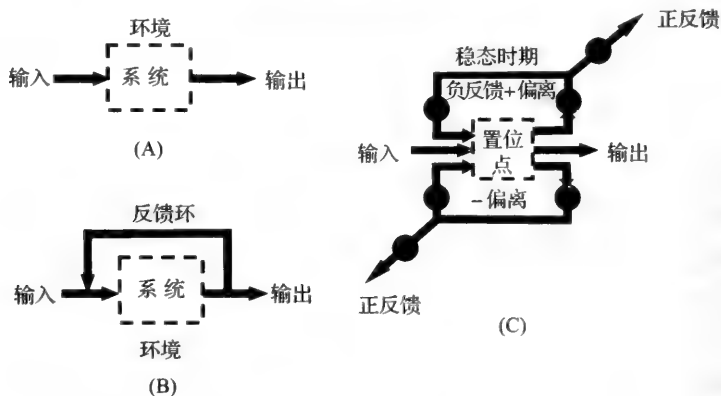 环境
输入
系统
输出
(A)
反馈环
输入
系统
输出
环境
(B)
正反馈
稳态时期
负反馈+偏离
输入
置位
点
输出
-偏离
正反馈
(C)